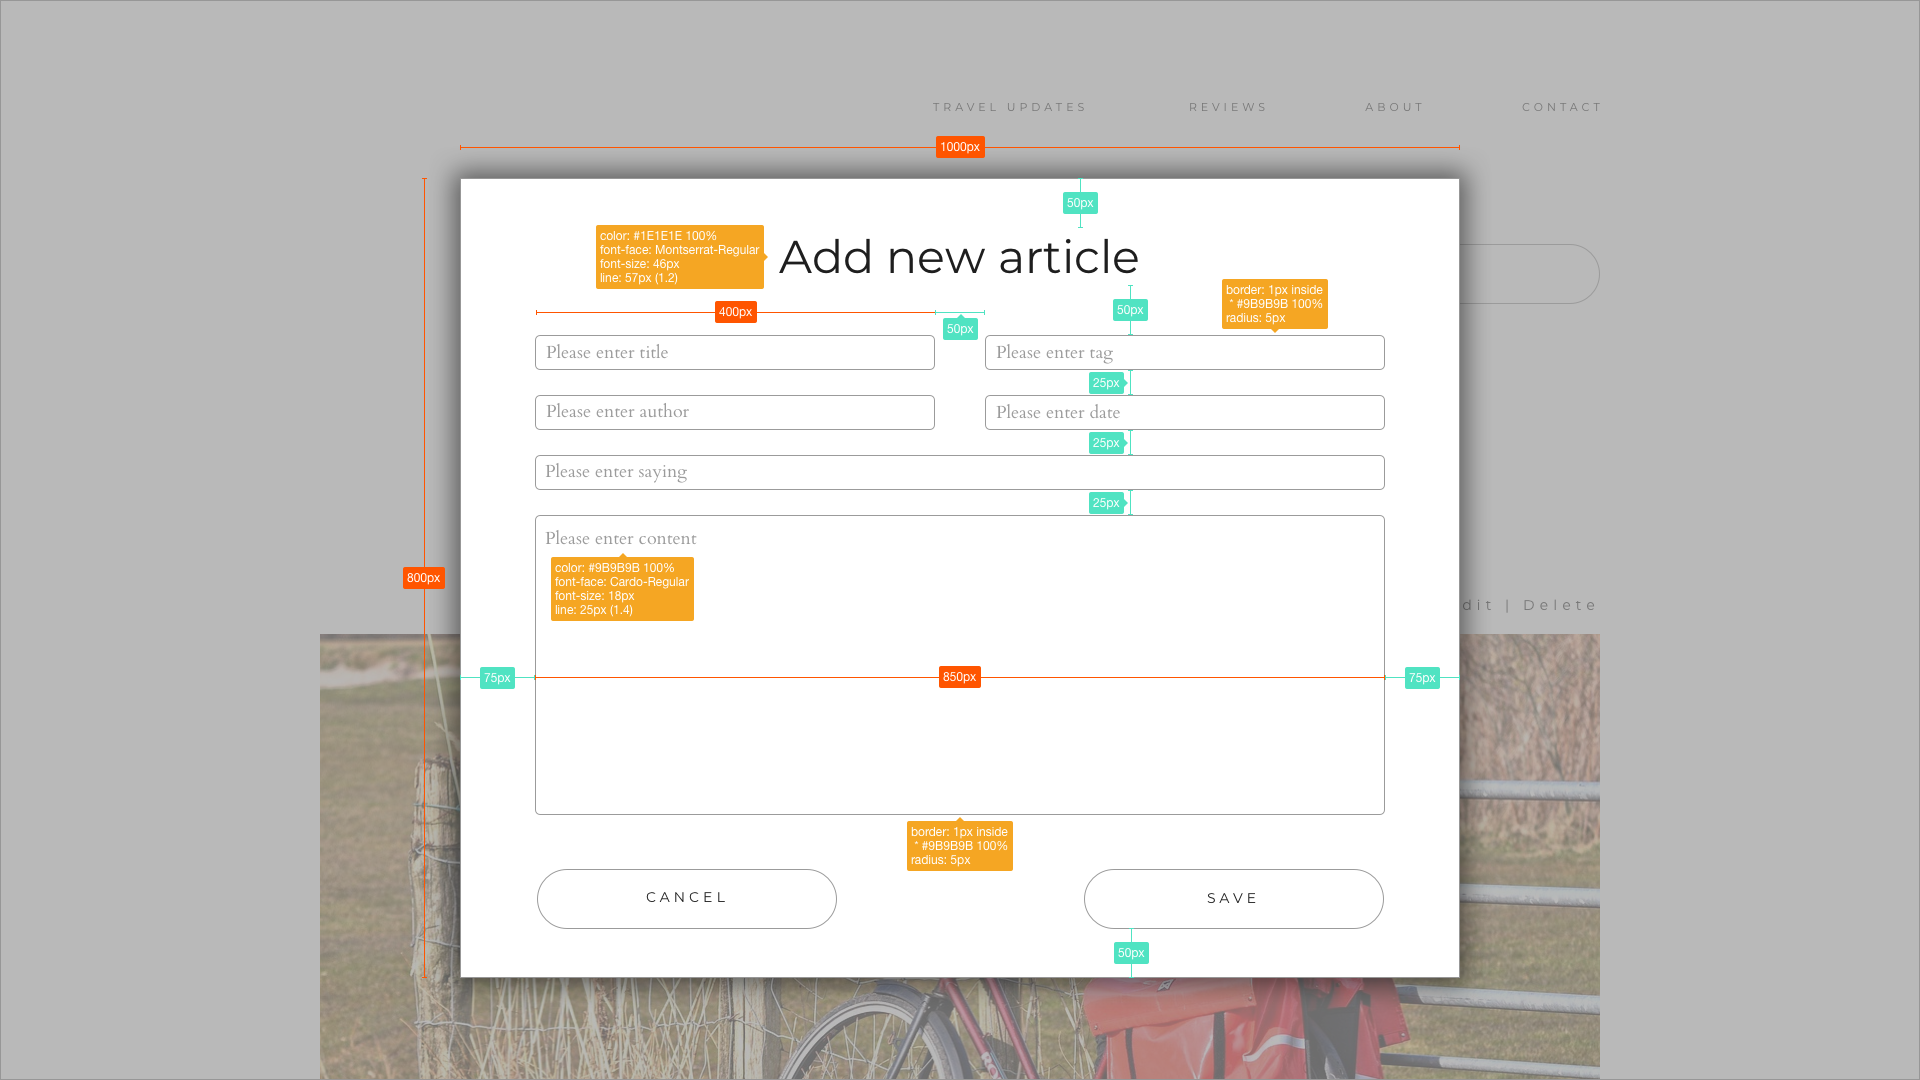 TRAVEL UPDATES
REVIEWS
ABOUT
CONTACT
1000px
50px
color: #1E1E1E 100%
font-face: Montserrat-Regular
font-size: 46px
line: 57px (1.2)
Add new article
border: 1px inside
* #9B9B9B 100%
radius: 5px
400px
50px
50px
Please enter title
Please enter tag
25px
Please enter author
Please enter date
25px
Please enter saying
25px
Please enter content
color: #9B9B9B 100%
font-face: Cardo-Regular
font-size: 18px
line: 25px (1.4)
800px
dit | Delete
75px
850px
75px
border: 1px inside
* #9B9B9B 100%
radius: 5px
CANCEL
SAVE
50px